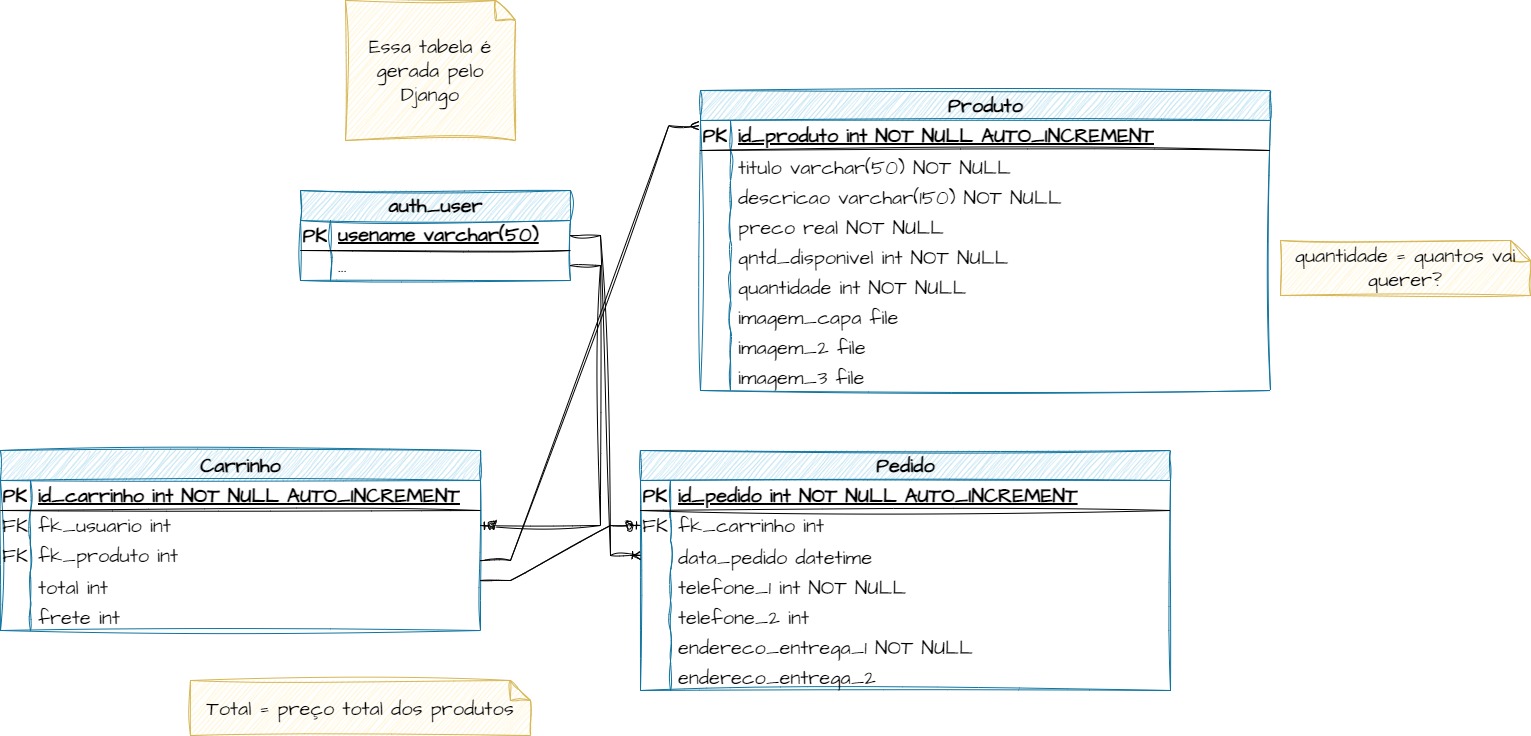 Essa tabela é
gerada pelo
Django
Produto
PK id_produto int NOT NULL AUTO_INCREMENT
titulo varchar(50) NOT NULL
descricao varchar(150) NOT NULL
preco real NOT NULL
qntd_disponivel int NOT NULL
quantidade int NOT NULL
imagem_capa file
imagem_2 file
imagem_3 file
auth_user
PK usename varchar(50)
...
quantidade = quantos vai
querer?
Carrinho
PK id_carrinho int NOT NULL AUTO_INCREMENT
FK fk_usuario int
FK fk_produto int
total int
frete int
Pedido
PK id_pedido int NOT NULL AUTO_INCREMENT
FK fk_carrinho int
data_pedido datetime
telefone_1 int NOT NULL
telefone_2 int
endereco_entrega_1 NOT NULL
endereco_entrega_2
Total = preço total dos produtos